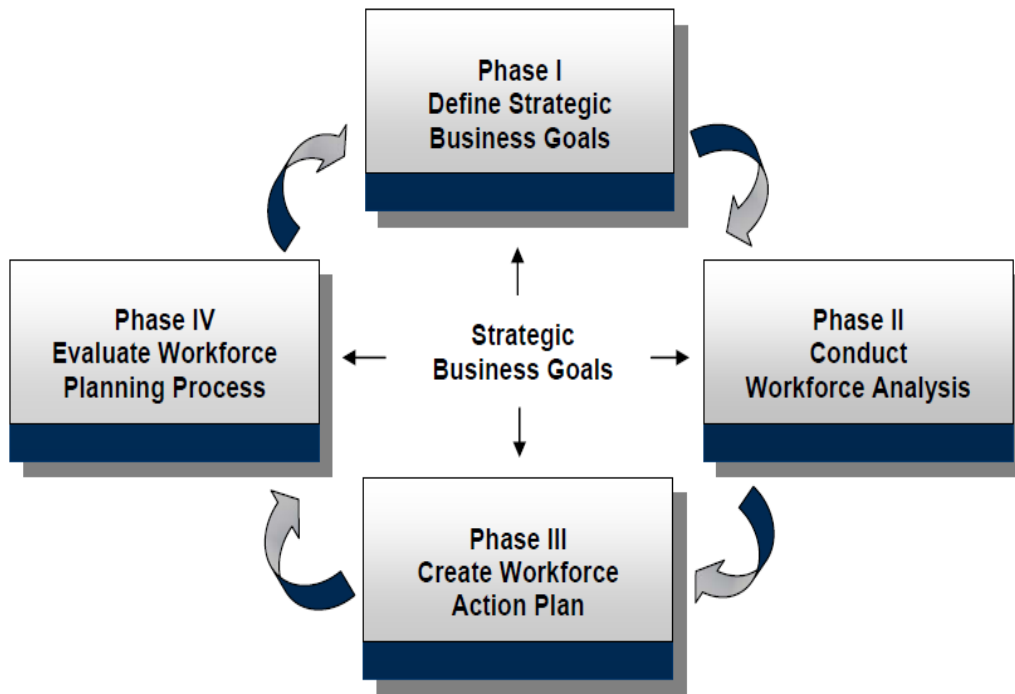 Phase I
Define Strategic
Business Goals
Phase IV
Evaluate Workforce
Planning Process
Strategic
Business Goals
Phase II
Conduct
Workforce Analysis
Phase III
Create Workforce
Action Plan